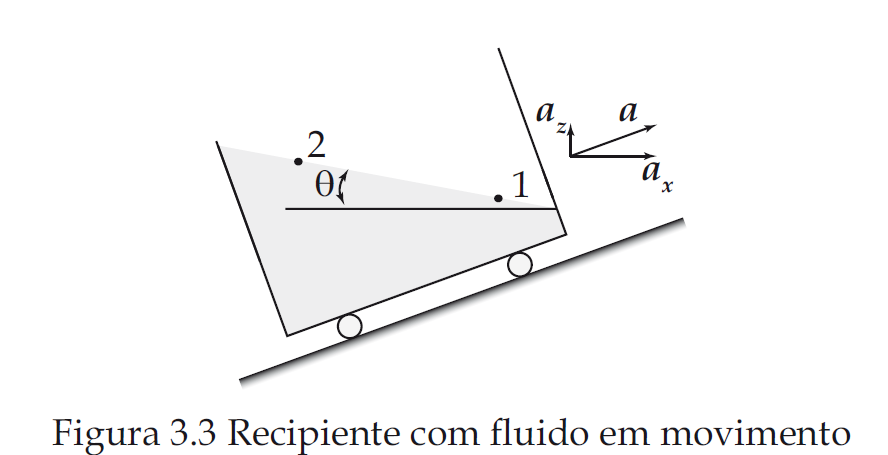 a_z
a
a_x
2
θ
1
Figura 3.3 Recipiente com fluido em movimento